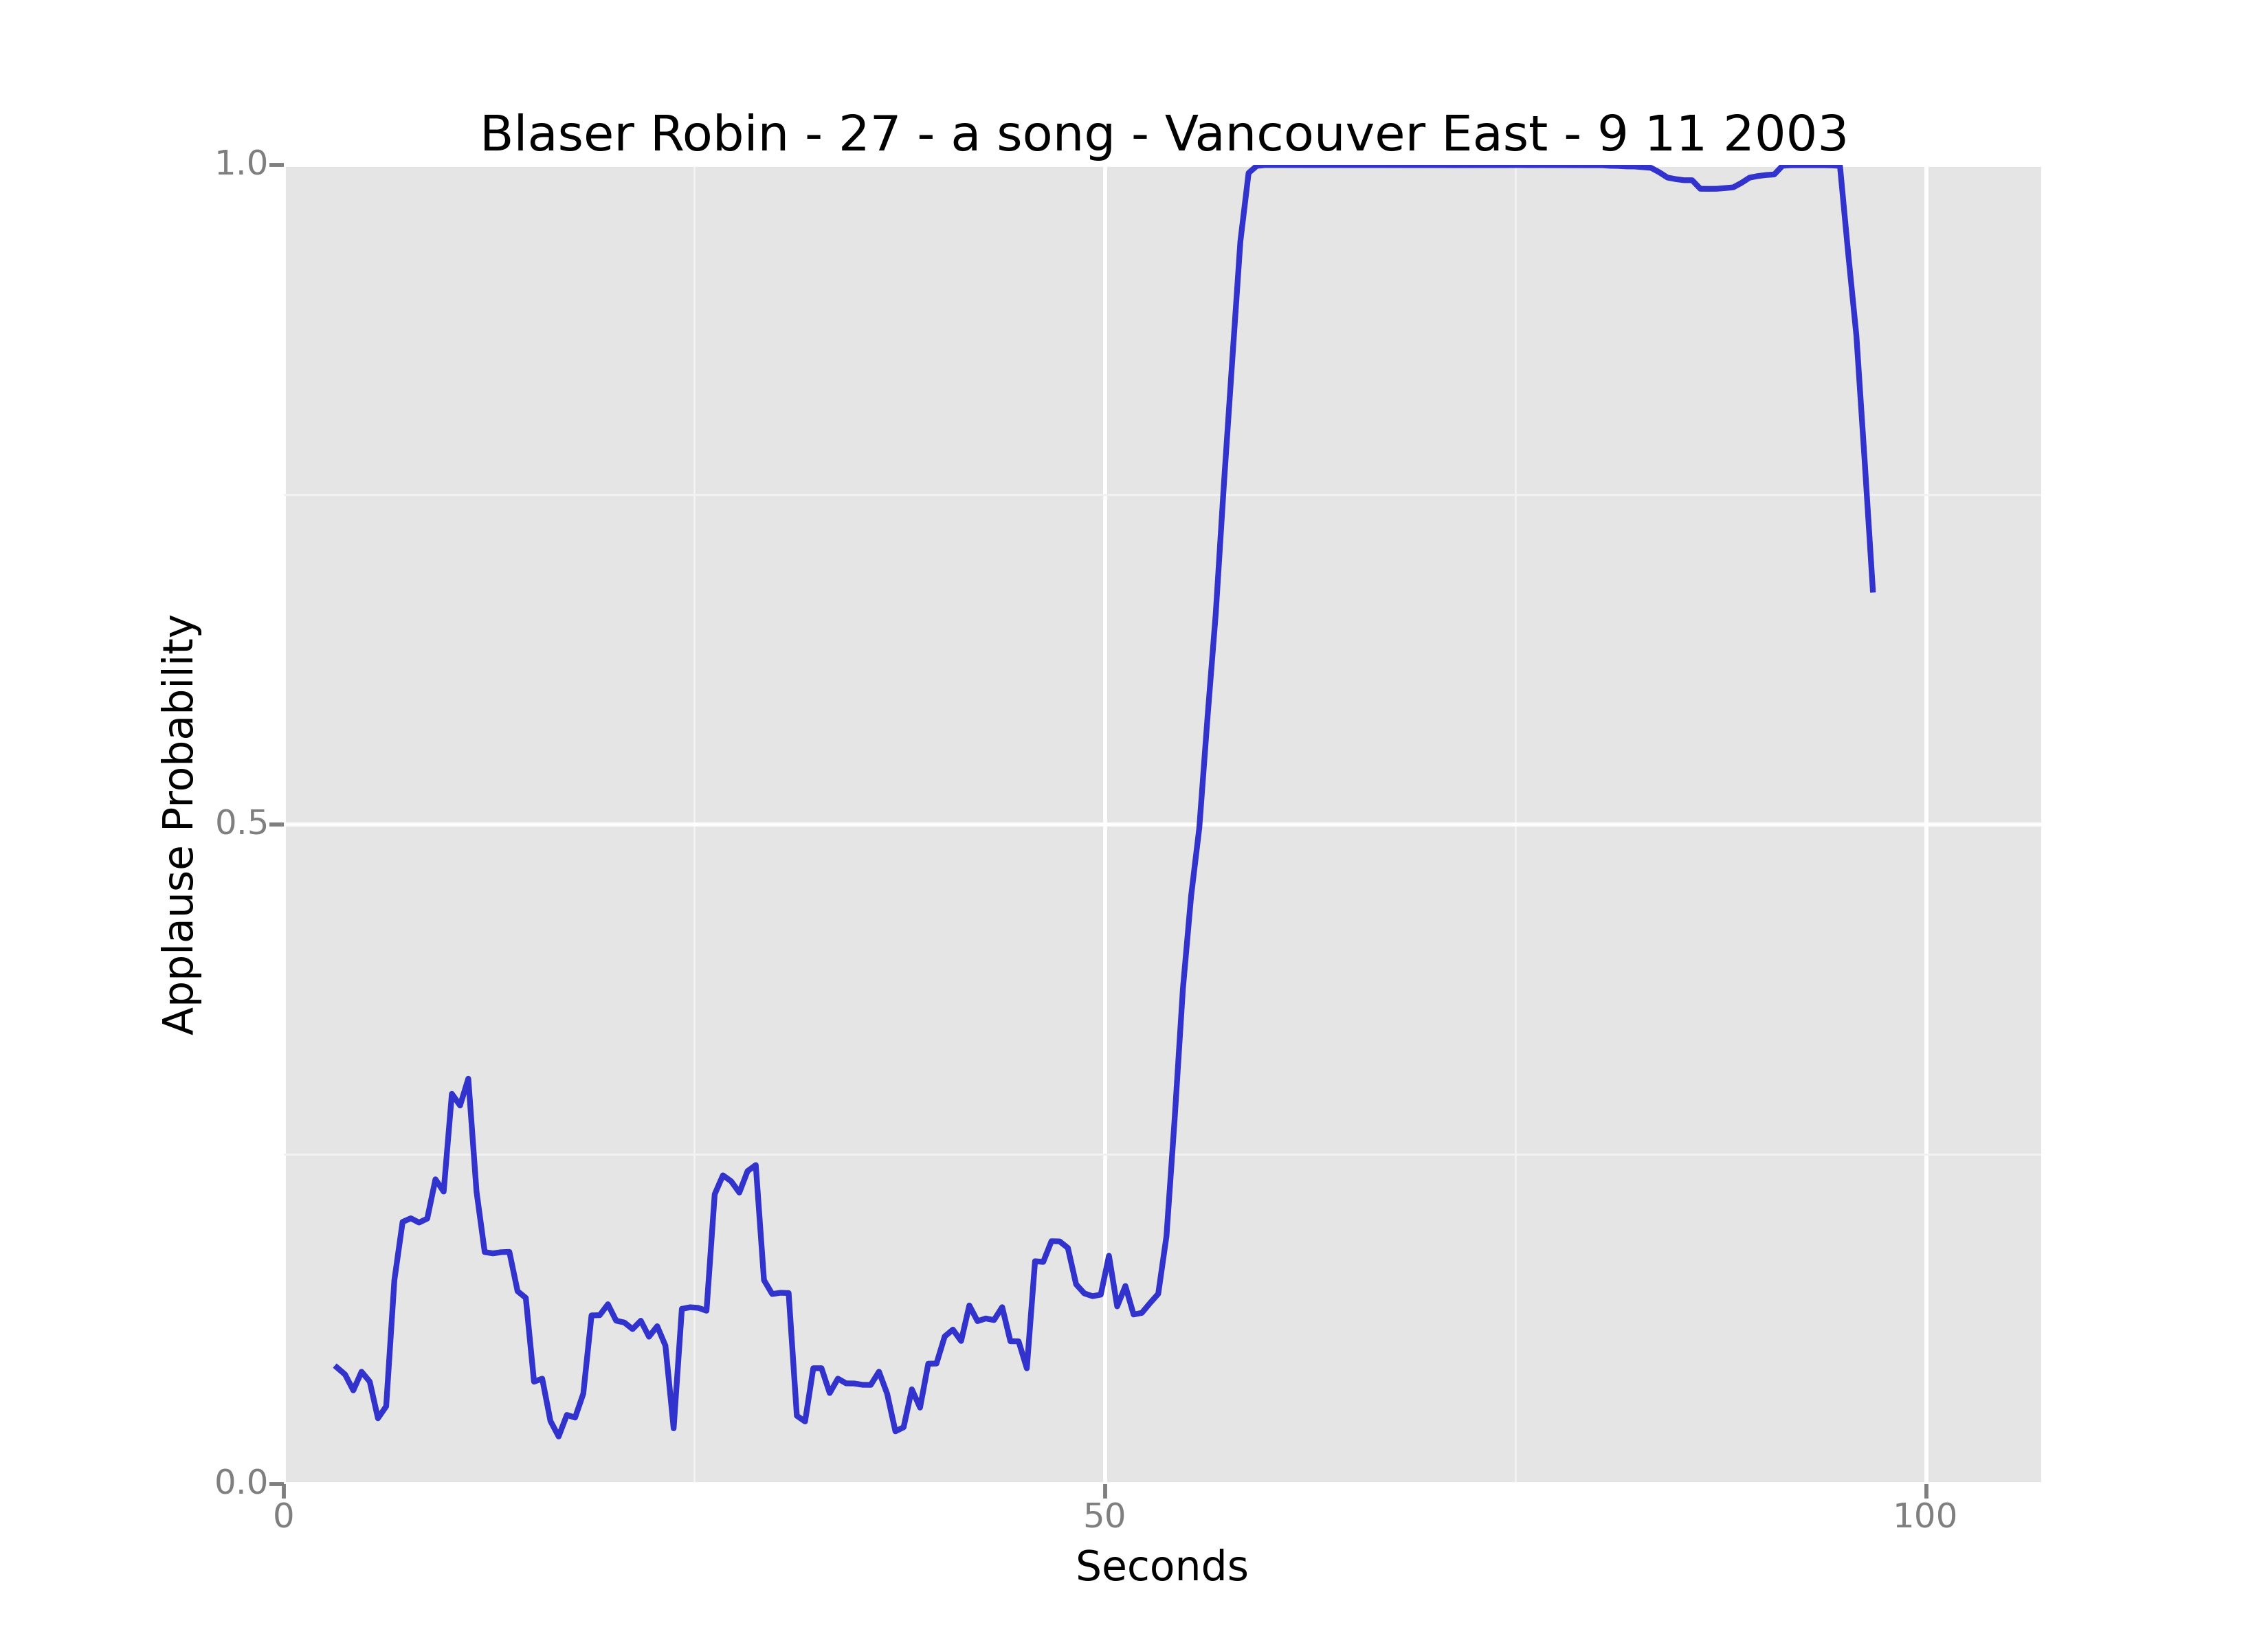 Blaser Robin - 27 - a song - Vancouver East - 9 11 2003
1.0
0.5
0.0
Applause Probability
0
50
100
Seconds